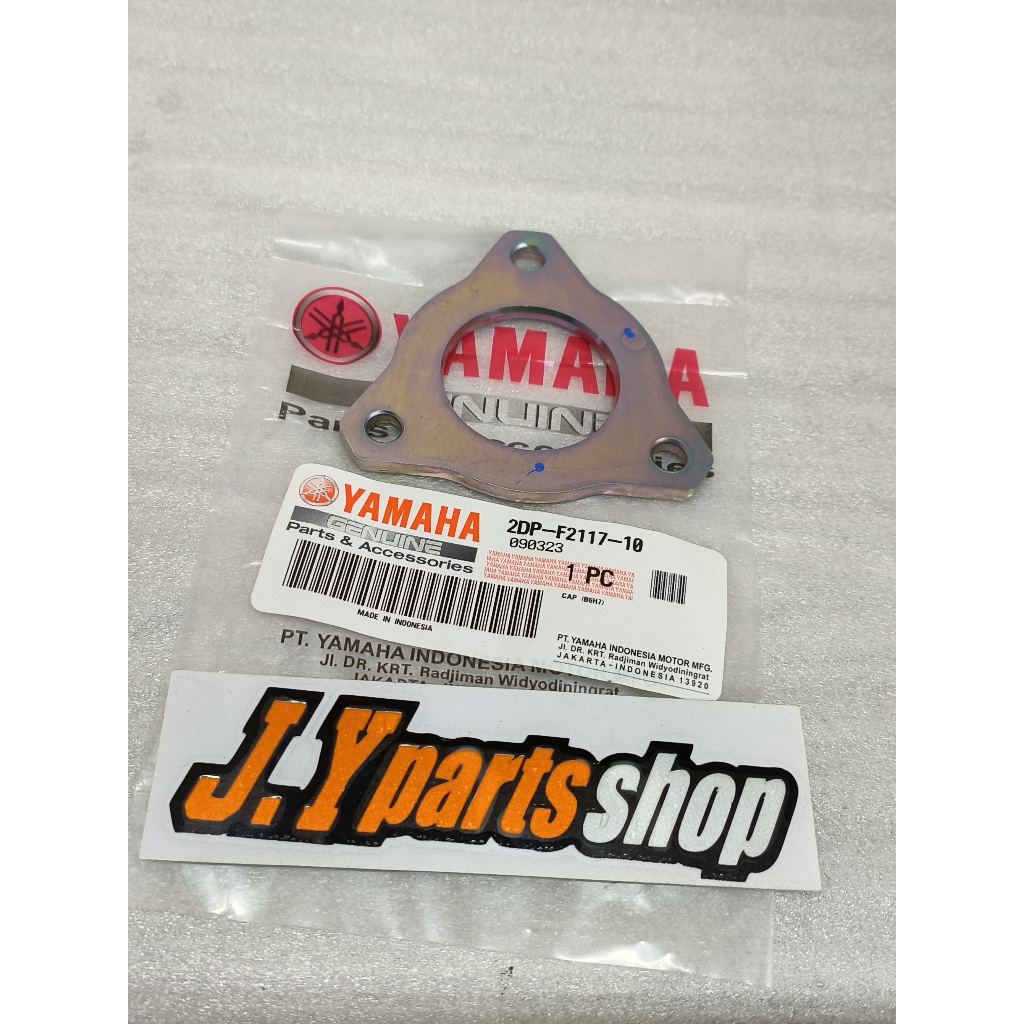 YAMAHA
GENUINE
Parts
YAMAHA
GENUINE
Parts & Accessories
2DP-F2117-10
090323
1 PC
CAP (B6H7)
MADE IN INDONESIA
PT. YAMAHA INDONESIA MOTOR MFG.
Jl. DR. KRT. Radjiman Widyodiningrat
JAKARTA-INDONESIA 13920
PT. YAMAHA INDONESIA
Jl. DR. KRT. Radjiman Widyodiningrat
J.Y parts shop